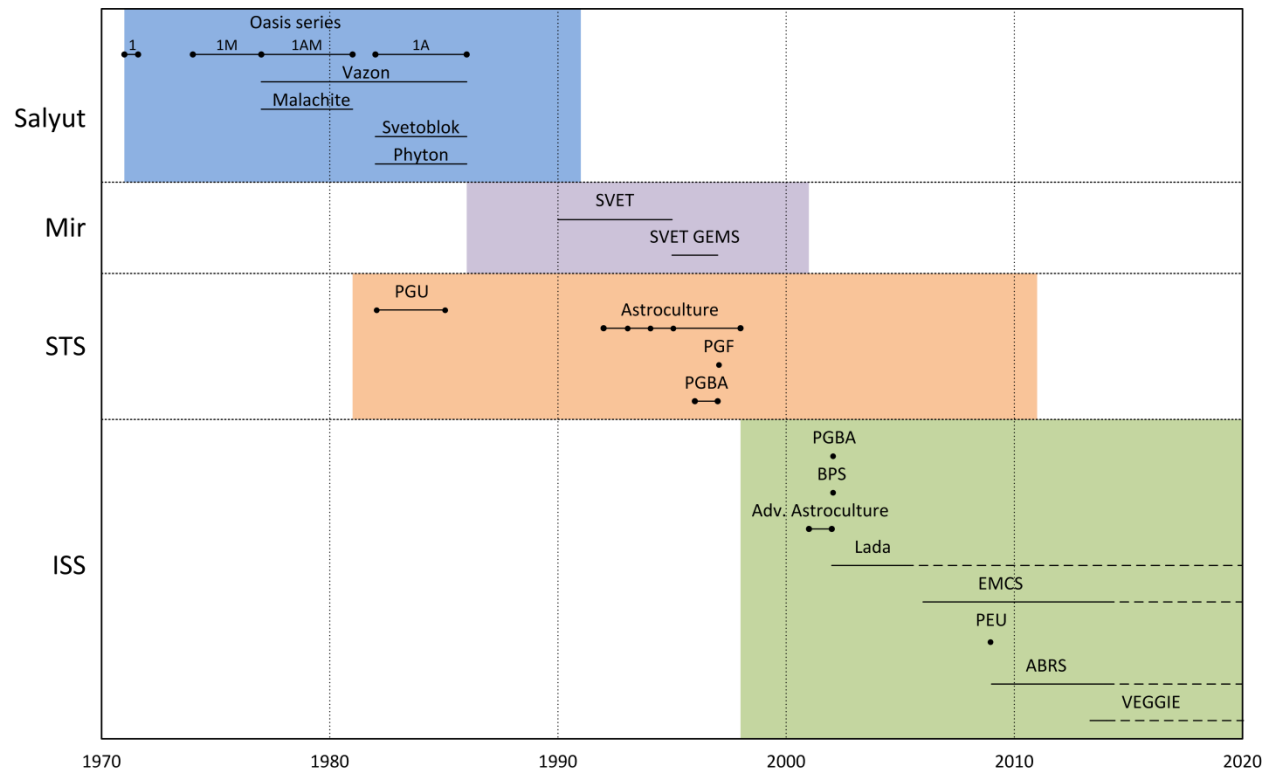 Oasis series
1 1M 1AM 1A
Vazon
Malachite
Svetoblok
Phyton
Salyut
SVET
SVET GEMS
Mir
PGU
Astroculture
PGF
PGBA
STS
PGBA
BPS
Adv. Astroculture
Lada
EMCS
PEU
ABRS
VEGGIE
ISS
1970 1980 1990 2000 2010 2020